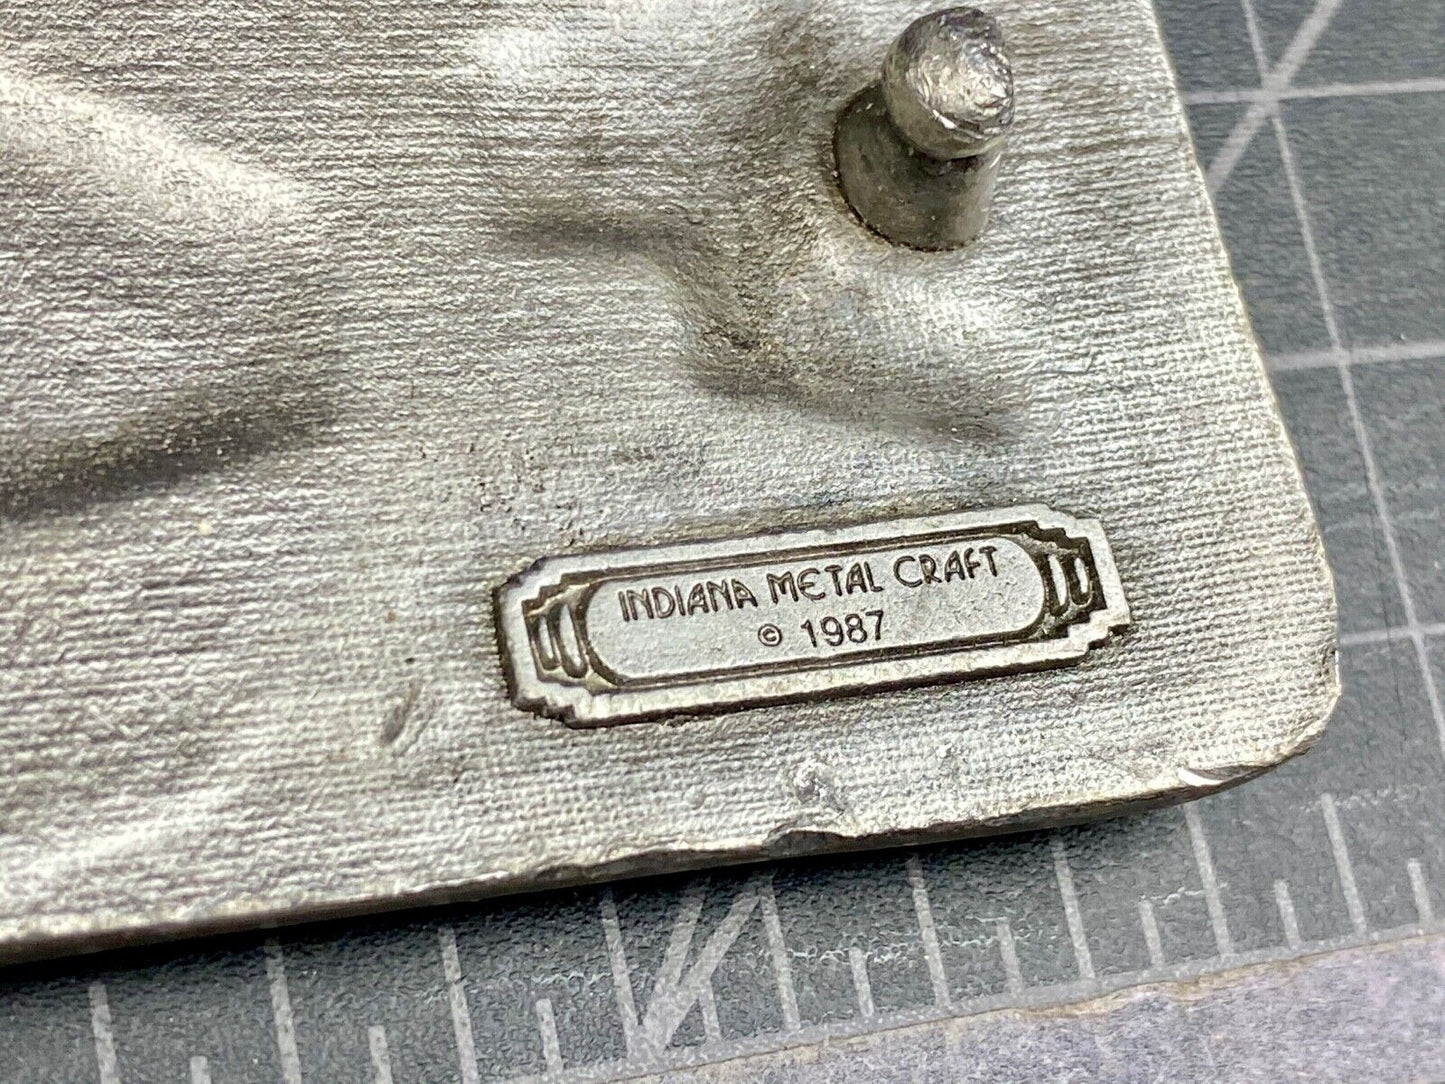 INDIANA METAL CRAFT
© 1987